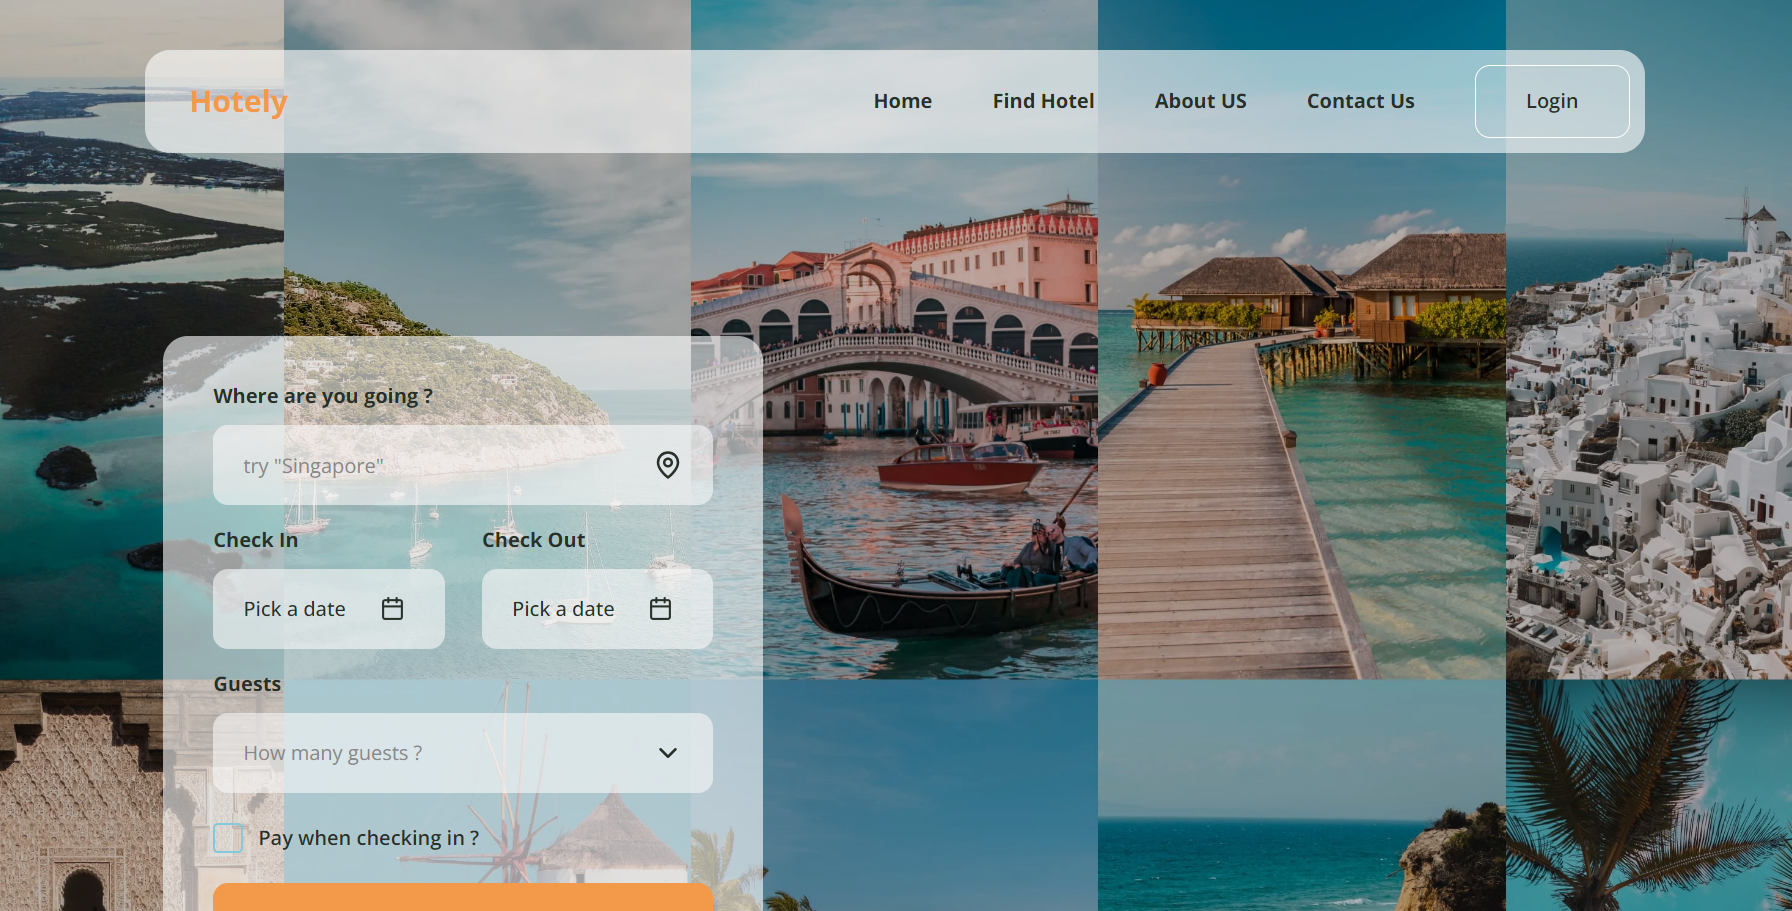 Hotely
Home Find Hotel About US Contact Us Login
Where are you going ?
try "Singapore"
Check In Check Out
Pick a date Pick a date
Guests
How many guests ?
Pay when checking in ?